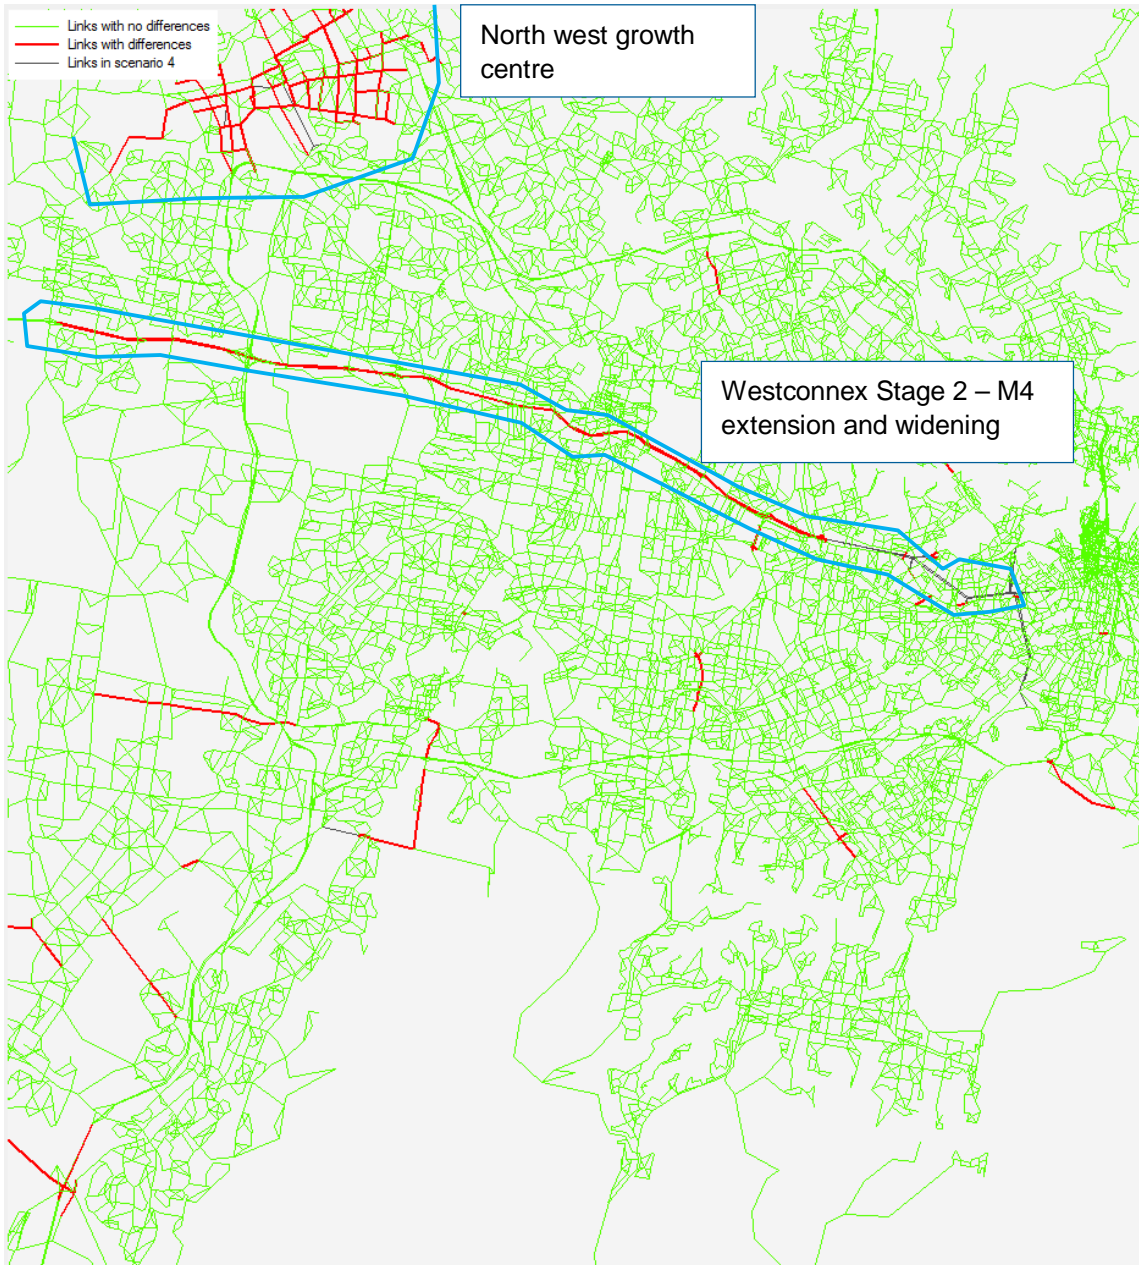 Links with no differences
Links with differences
Links in scenario 4
North west growth
centre
Westconnex Stage 2 – M4
extension and widening